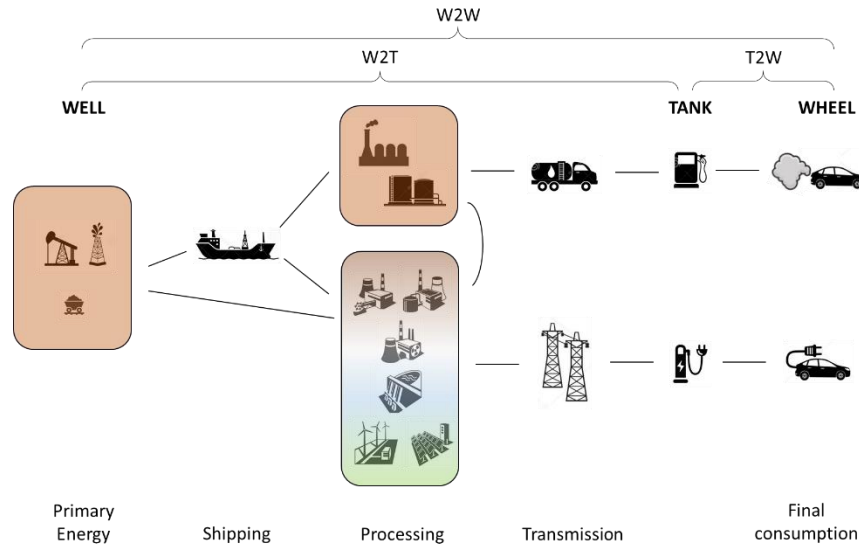 W2W
W2T
T2W
WELL
TANK
WHEEL
Primary
Energy
Shipping
Processing
Transmission
Final
consumption